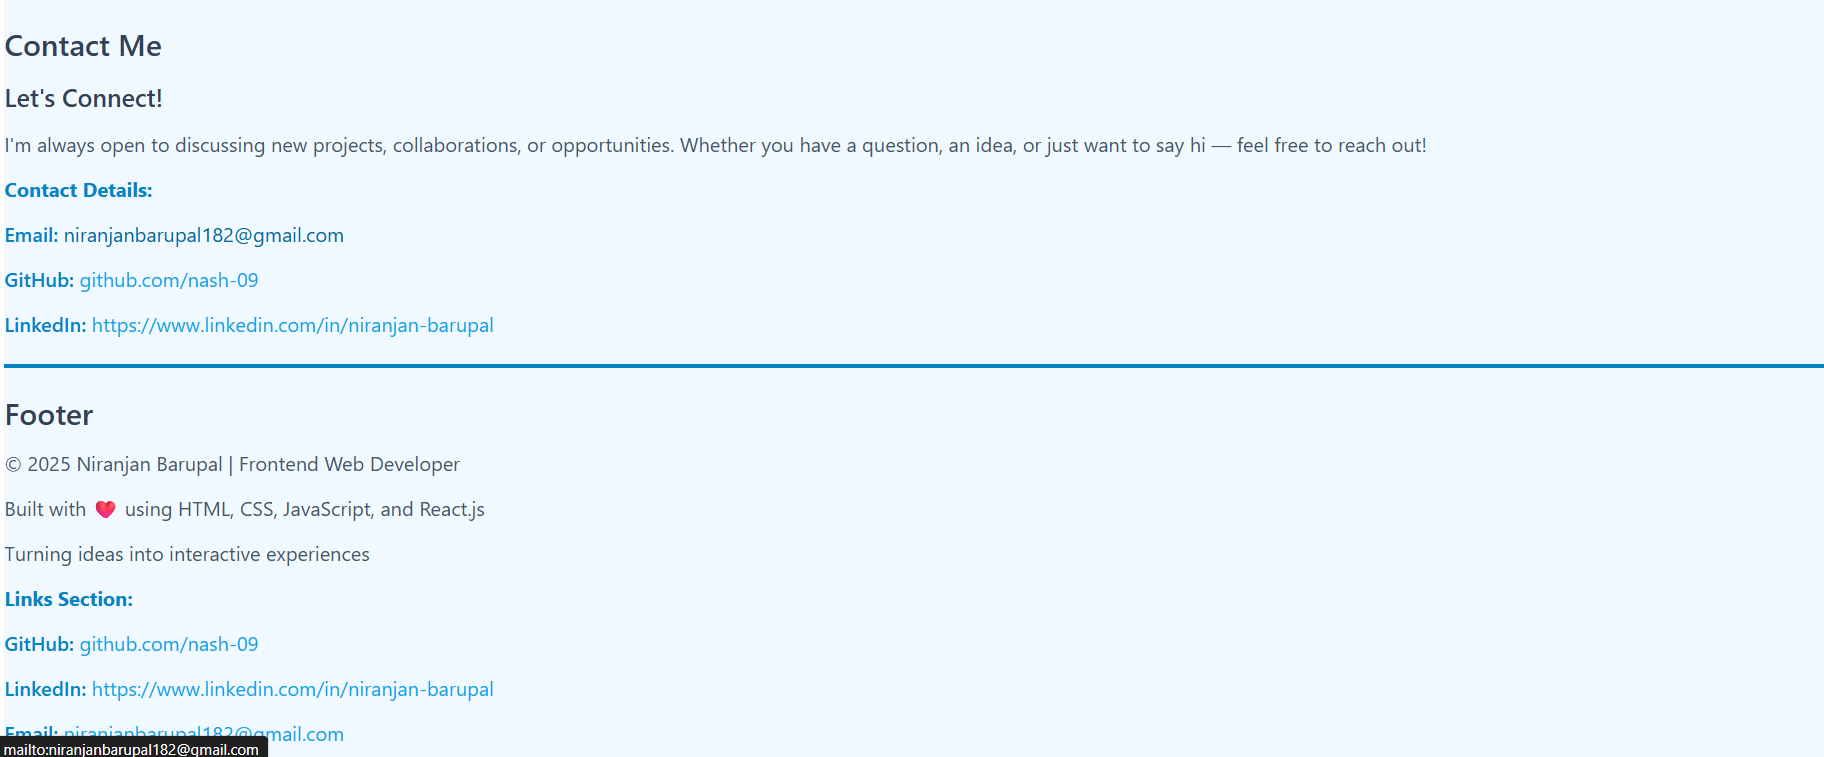 Contact Me
Let's Connect!
I'm always open to discussing new projects, collaborations, or opportunities. Whether you have a question, an idea, or just want to say hi — feel free to reach out!
Contact Details:
Email: niranjanbarupal182@gmail.com
GitHub: github.com/nash-09
LinkedIn: https://www.linkedin.com/in/niranjan-barupal
Footer
© 2025 Niranjan Barupal | Frontend Web Developer
Built with ❤️ using HTML, CSS, JavaScript, and React.js
Turning ideas into interactive experiences
Links Section:
GitHub: github.com/nash-09
LinkedIn: https://www.linkedin.com/in/niranjan-barupal
Email: niranjanbarupal182@gmail.com
mailto:niranjanbarupal182@gmail.com